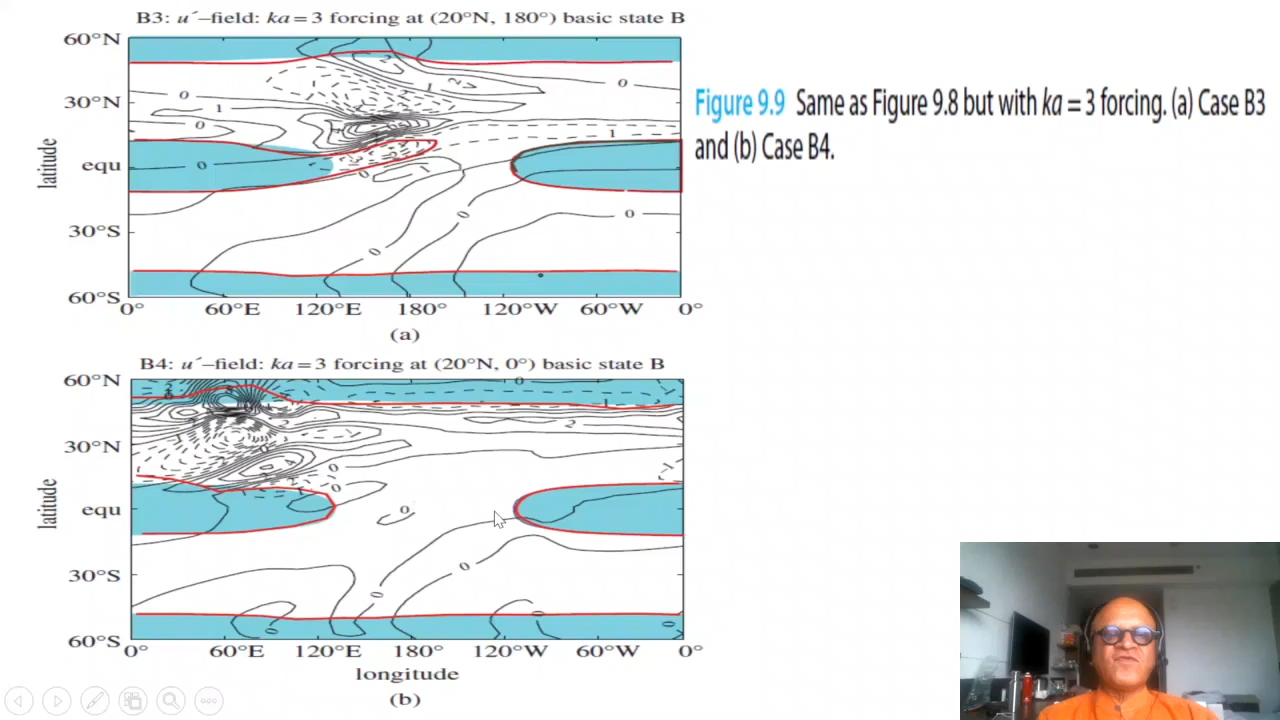 B3: u´–field: ka = 3 forcing at (20°N, 180°) basic state B
60°N
30°N
equ
30°S
60°S
latitude
0°
60°E
120°E
180°
120°W
60°W
0°
(a)
Figure 9.9 Same as Figure 9.8 but with ka = 3 forcing. (a) Case B3
and (b) Case B4.
B4: u´–field: ka = 3 forcing at (20°N, 0°) basic state B
60°N
30°N
equ
30°S
60°S
latitude
0°
60°E
120°E
180°
120°W
60°W
0°
longitude
(b)